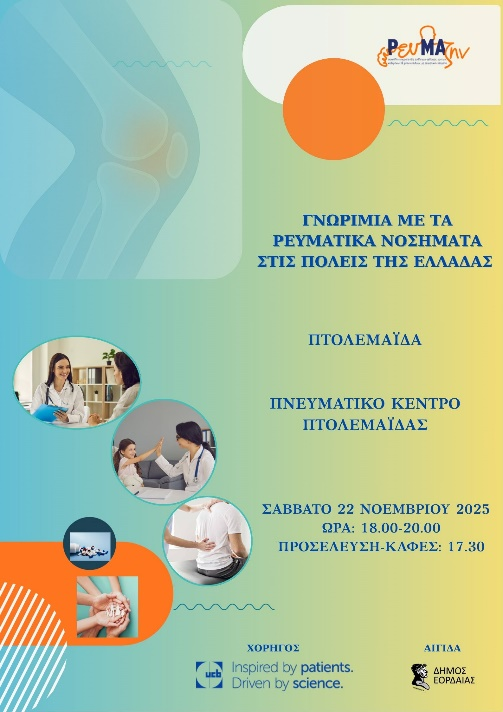 ΡευΜΑζην
ΓΝΩΡΙΜΙΑ ΜΕ ΤΑ
ΡΕΥΜΑΤΙΚΑ ΝΟΣΗΜΑΤΑ
ΣΤΙΣ ΠΟΛΕΙΣ ΤΗΣ ΕΛΛΑΔΑΣ
ΠΤΟΛΕΜΑΪΔΑ
ΠΝΕΥΜΑΤΙΚΟ ΚΕΝΤΡΟ
ΠΤΟΛΕΜΑΪΔΑΣ
ΣΑΒΒΑΤΟ 22 ΝΟΕΜΒΡΙΟΥ 2025
ΩΡΑ: 18.00-20.00
ΠΡΟΣΕΛΕΥΣΗ-ΚΑΦΕΣ: 17.30
ΧΟΡΗΓΟΣ
ucb
Inspired by patients.
Driven by science.
ΑΙΓΙΔΑ
ΔΗΜΟΣ
ΕΟΡΔΑΙΑΣ